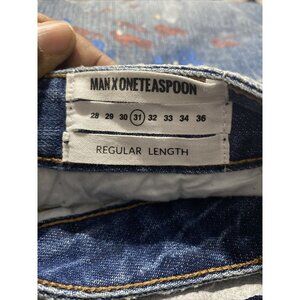 MANXONETEASPOON
28 29 30 31 32 33 34 36
REGULAR LENGTH